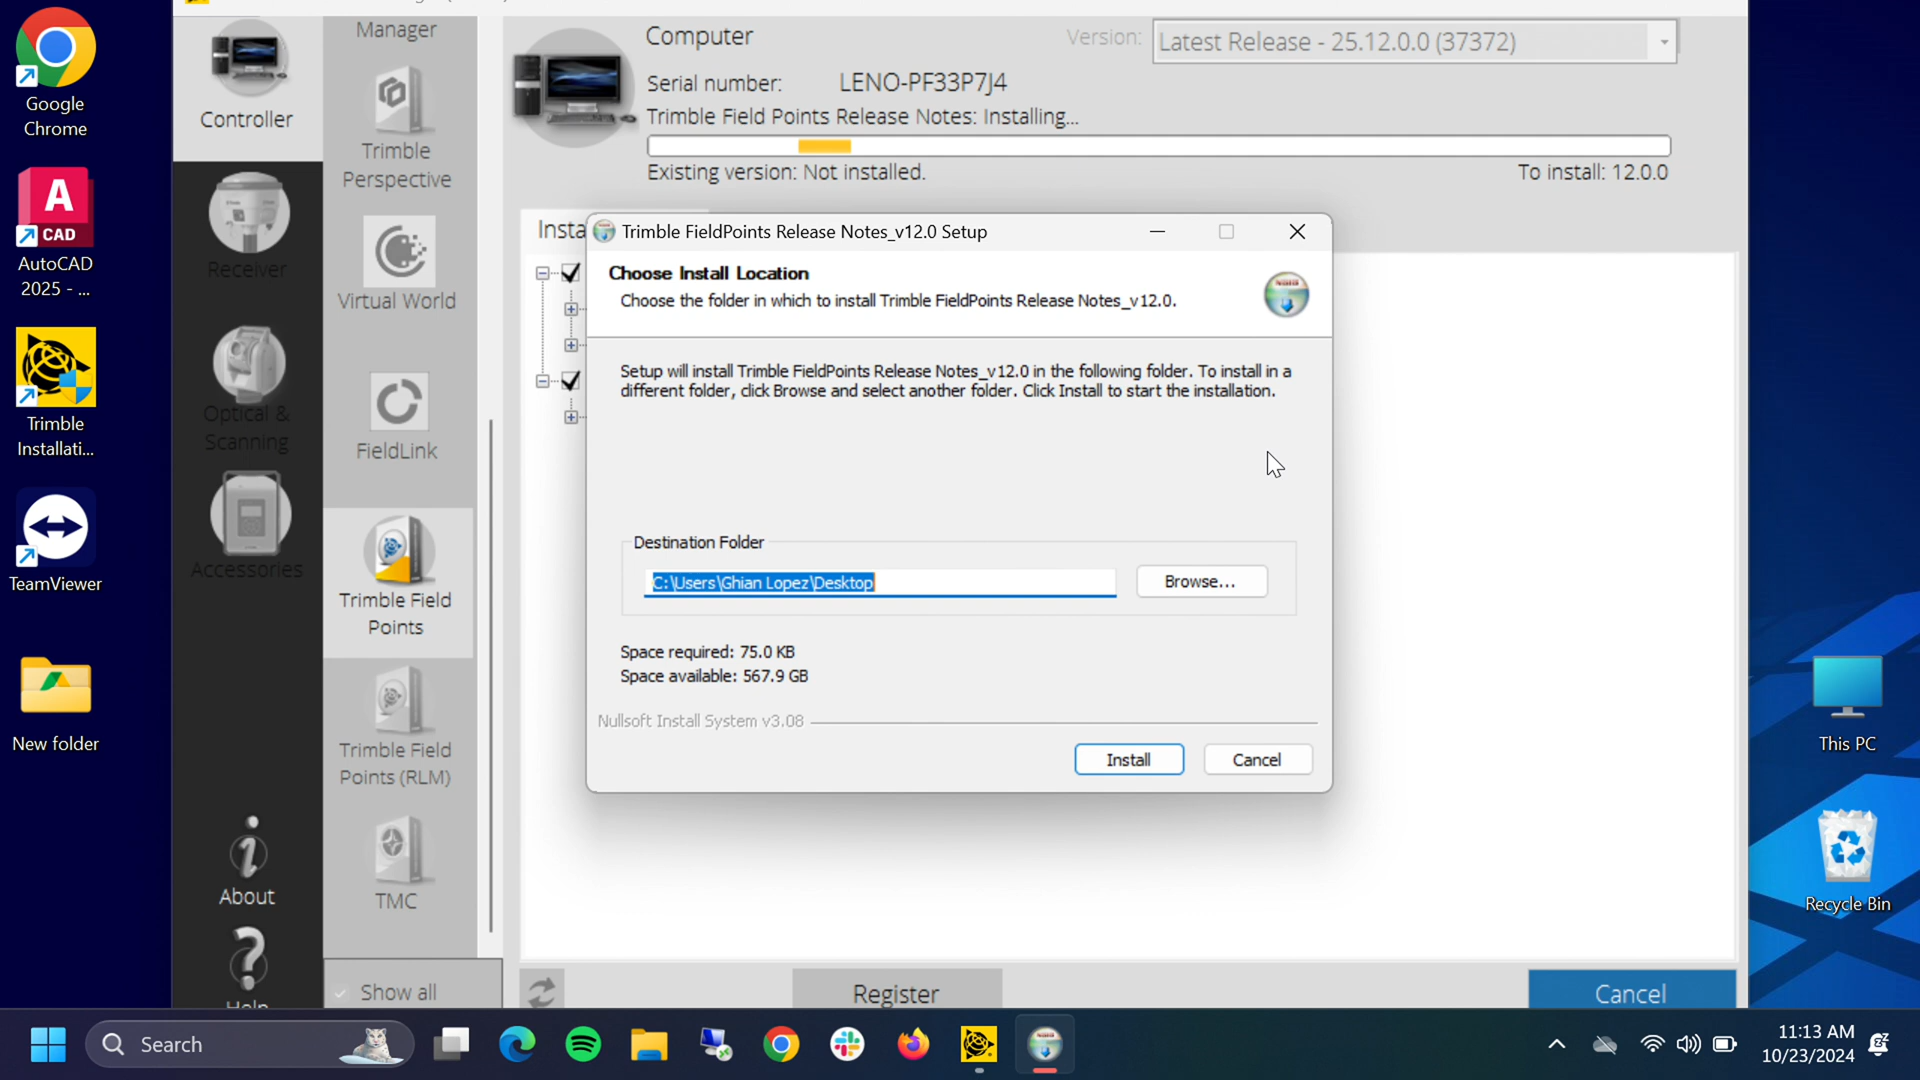 Google
Chrome
AutoCAD
2025 - ...
Trimble
Installati...
TeamViewer
New folder
Controller
Receiver
Optical &
Scanning
Accessories
About
Manager
Trimble
Perspective
Virtual World
FieldLink
Trimble Field
Points
Trimble Field
Points (RLM)
TMC
Show all
Computer
Version:
Latest Release - 25.12.0.0 (37372)
Serial number:
LENO-PF33P7J4
Trimble Field Points Release Notes: Installing...
Existing version: Not installed.
To install: 12.0.0
Trimble FieldPoints Release Notes_v12.0 Setup
Choose Install Location
Choose the folder in which to install Trimble FieldPoints Release Notes_v12.0.
Setup will install Trimble FieldPoints Release Notes_v12.0 in the following folder. To install in a
different folder, click Browse and select another folder. Click Install to start the installation.
Destination Folder
C:\Users\Ghian Lopez\Desktop
Browse...
Space required: 75.0 KB
Space available: 567.9 GB
Nullsoft Install System v3.08
Install
Cancel
Register
Cancel
This PC
Recycle Bin
Search
11:13 AM
10/23/2024